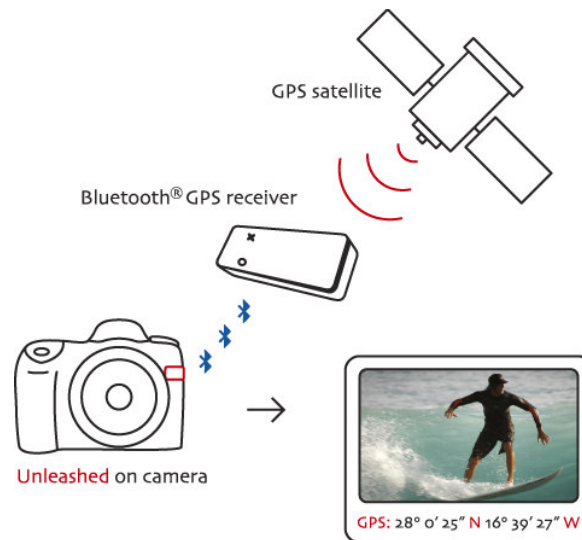 GPS satellite
Bluetooth® GPS receiver
Unleashed on camera
GPS: 28° 0' 25" N 16° 39' 27" W